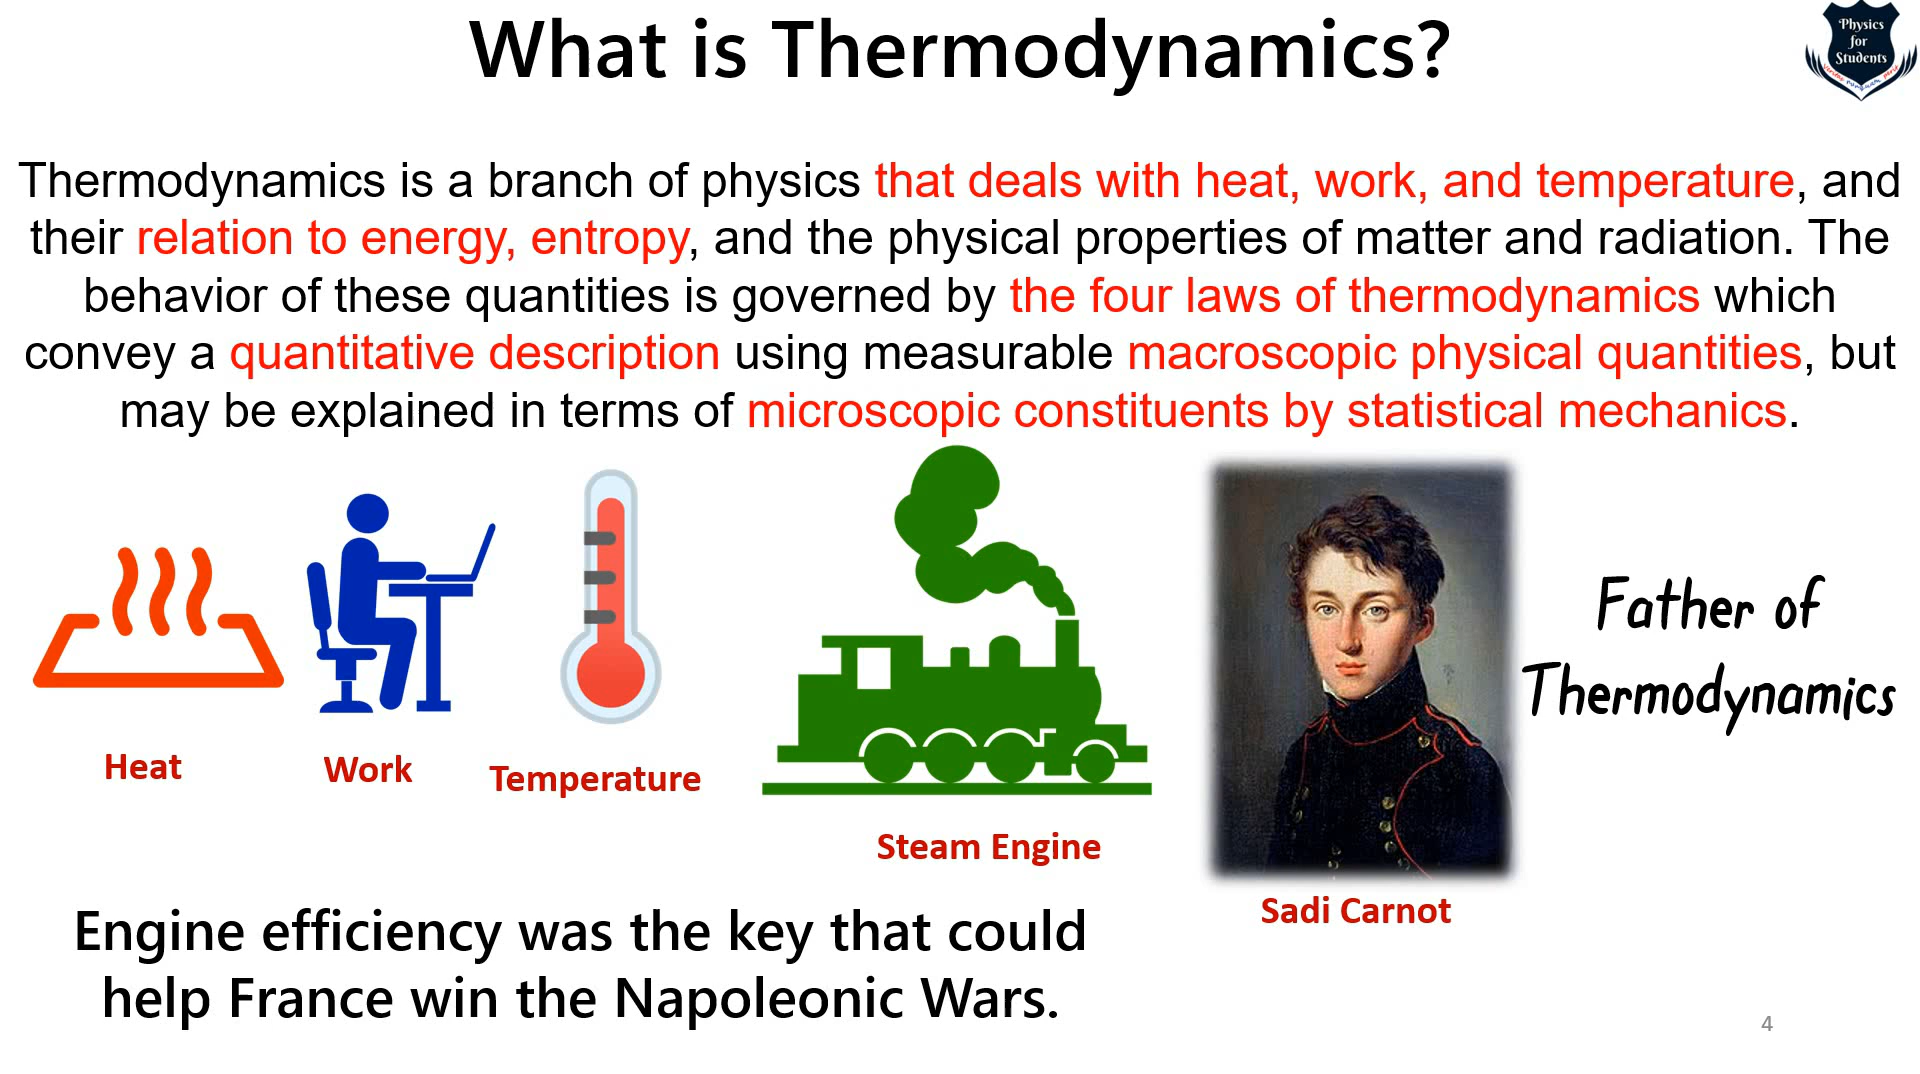 What is Thermodynamics?
Physics
for
Students
Thermodynamics is a branch of physics that deals with heat, work, and temperature, and
their relation to energy, entropy, and the physical properties of matter and radiation. The
behavior of these quantities is governed by the four laws of thermodynamics which
convey a quantitative description using measurable macroscopic physical quantities, but
may be explained in terms of microscopic constituents by statistical mechanics.
Father of
Thermodynamics
Heat
Work
Temperature
Steam Engine
Sadi Carnot
Engine efficiency was the key that could
help France win the Napoleonic Wars.
4